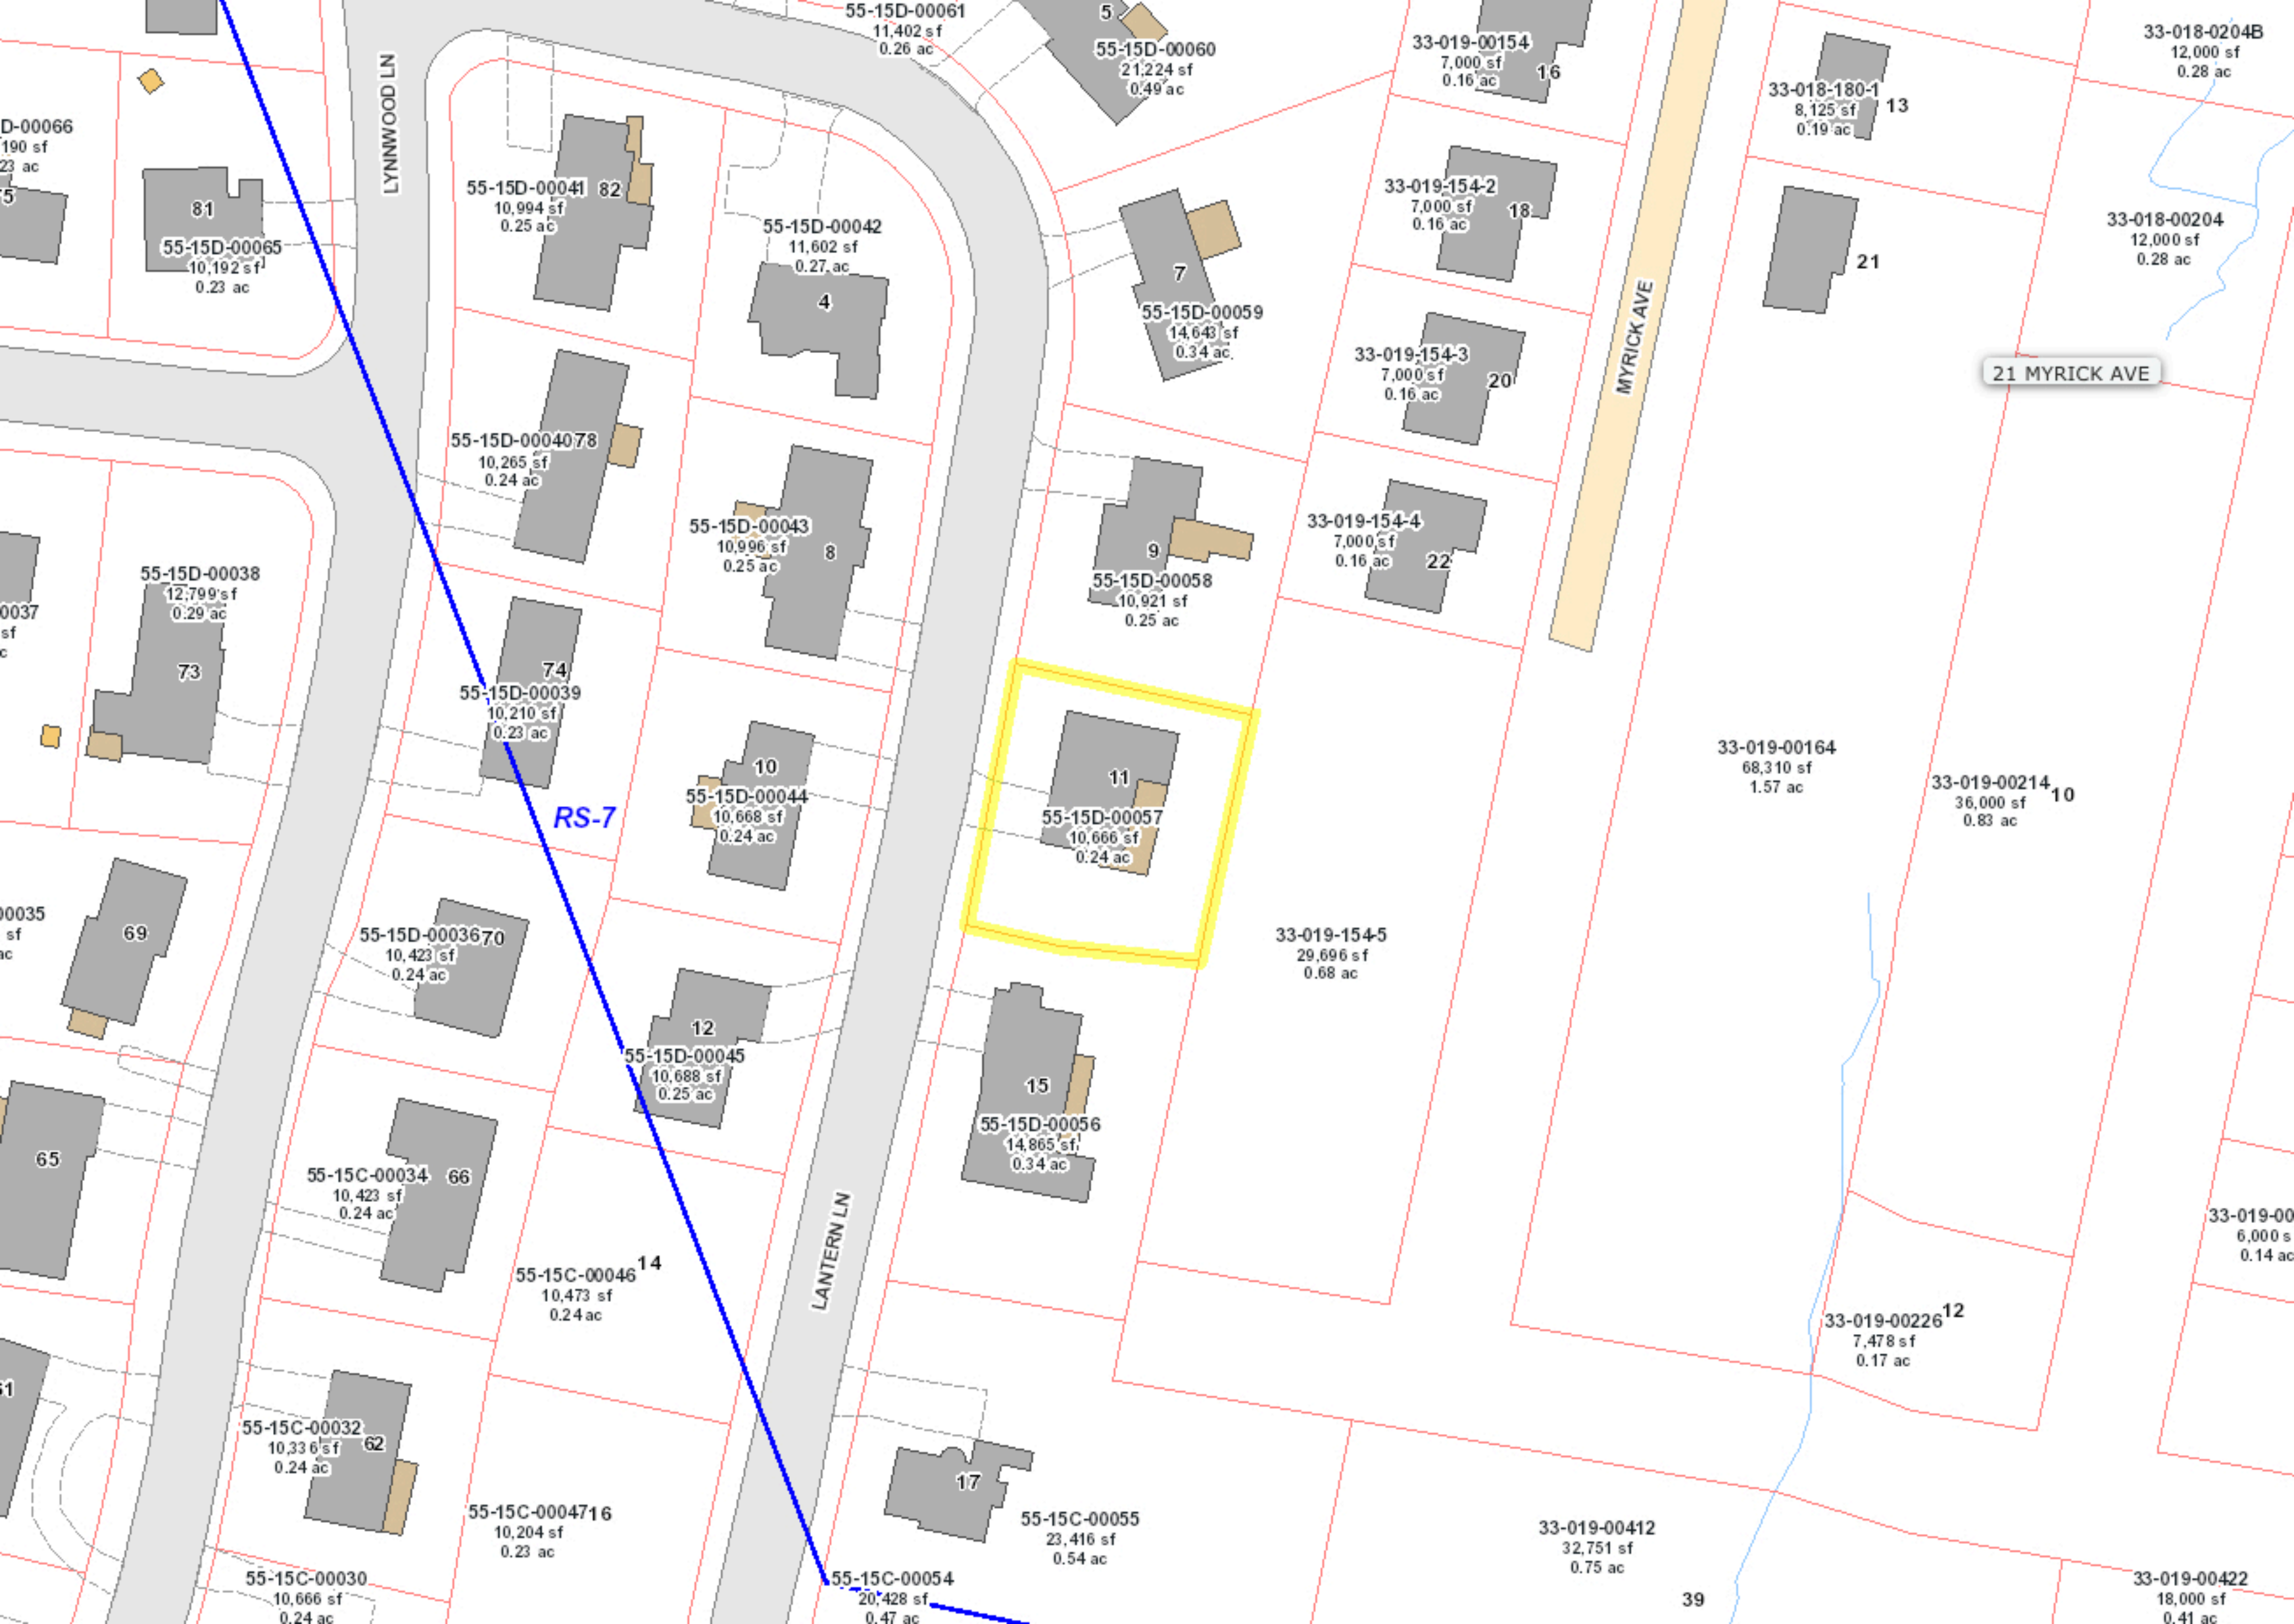 55-15D-00061
11,402 sf
0.26 ac
5
55-15D-00060
21,224 sf
0.49 ac
33-019-00154
7,000 sf
0.16 ac
16
33-018-180-1
8,125 sf
0.19 ac
13
33-018-0204B
12,000 sf
0.28 ac
LYNNWOOD LN
D-00066
190 sf
23 ac
81
55-15D-00065
10,192 sf
0.23 ac
55-15D-00041
10,994 sf
0.25 ac
82
55-15D-00042
11,602 sf
0.27 ac
4
7
55-15D-00059
14,643 sf
0.34 ac
33-019-154-2
7,000 sf
0.16 ac
18
21
33-018-00204
12,000 sf
0.28 ac
MYRICK AVE
33-019-154-3
7,000 sf
0.16 ac
20
21 MYRICK AVE
55-15D-00040
78
10,265 sf
0.24 ac
55-15D-00043
10,996 sf
0.25 ac
8
9
55-15D-00058
10,921 sf
0.25 ac
33-019-154-4
7,000 sf
0.16 ac
22
0037
sf
c
55-15D-00038
12,799 sf
0.29 ac
73
74
55-15D-00039
10,210 sf
0.23 ac
RS-7
10
55-15D-00044
10,668 sf
0.24 ac
11
55-15D-00057
10,666 sf
0.24 ac
33-019-00164
68,310 sf
1.57 ac
33-019-00214
10
36,000 sf
0.83 ac
00035
sf
ac
69
55-15D-00036
70
10,423 sf
0.24 ac
33-019-154-5
29,696 sf
0.68 ac
12
55-15D-00045
10,688 sf
0.25 ac
15
55-15D-00056
14,865 sf
0.34 ac
65
55-15C-00034
66
10,423 sf
0.24 ac
55-15C-00046
14
10,473 sf
0.24 ac
LANTERN LN
33-019-00
6,000 s
0.14 ac
33-019-00226
12
7,478 sf
0.17 ac
55-15C-00032
10,336 sf
0.24 ac
62
17
55-15C-00047
16
10,204 sf
0.23 ac
55-15C-00055
23,416 sf
0.54 ac
33-019-00412
32,751 sf
0.75 ac
39
55-15C-00030
10,666 sf
0.24 ac
55-15C-00054
20,428 sf
0.47 ac
33-019-00422
18,000 sf
0.41 ac